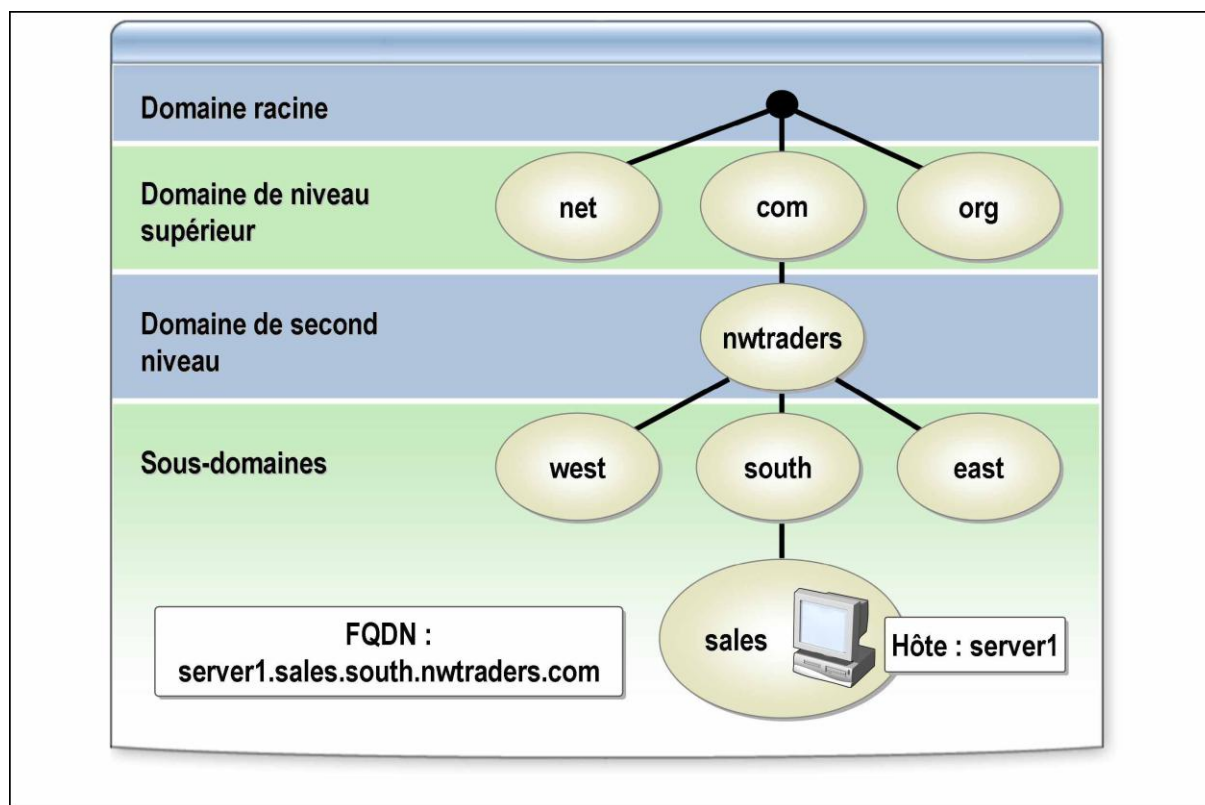 Domaine racine
Domaine de niveau
supérieur
net
com
org
Domaine de second
niveau
nwtraders
Sous-domaines
west
south
east
sales
Hôte : server1
FQDN :
server1.sales.south.nwtraders.com